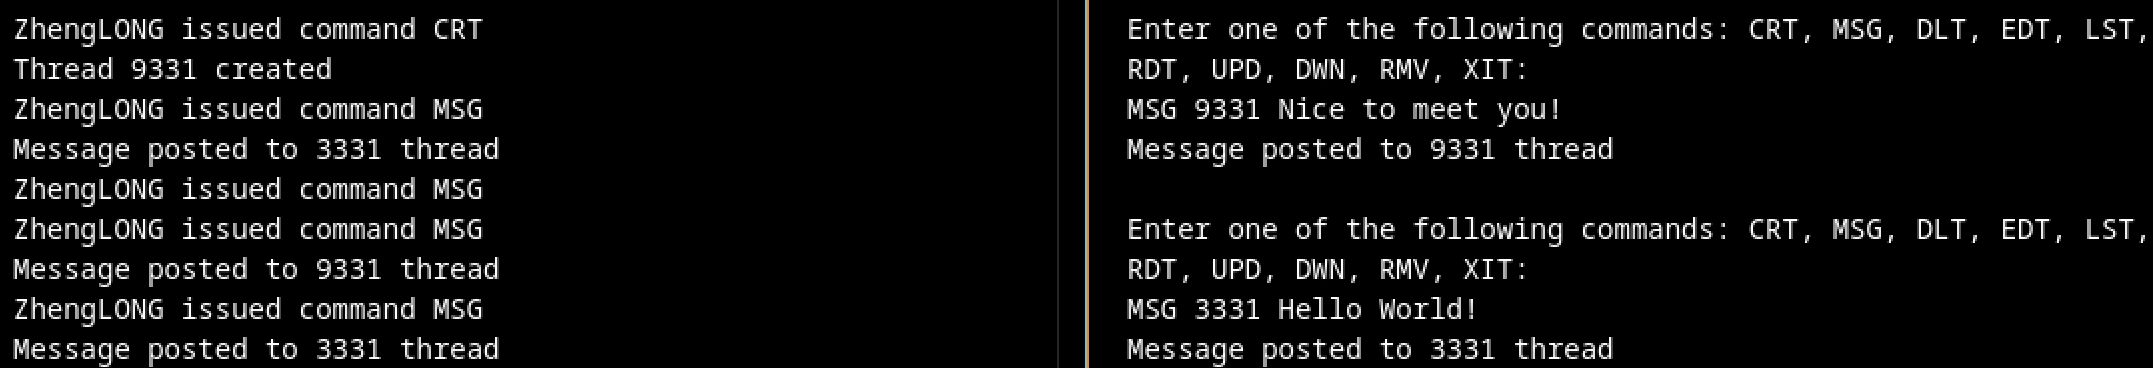 ZhengLONG issued command CRT
Thread 9331 created
ZhengLONG issued command MSG
Message posted to 3331 thread
ZhengLONG issued command MSG
ZhengLONG issued command MSG
Message posted to 9331 thread
ZhengLONG issued command MSG
Message posted to 3331 thread
Enter one of the following commands: CRT, MSG, DLT, EDT, LST,
RDT, UPD, DWN, RMV, XIT:
MSG 9331 Nice to meet you!
Message posted to 9331 thread
Enter one of the following commands: CRT, MSG, DLT, EDT, LST,
RDT, UPD, DWN, RMV, XIT:
MSG 3331 Hello World!
Message posted to 3331 thread